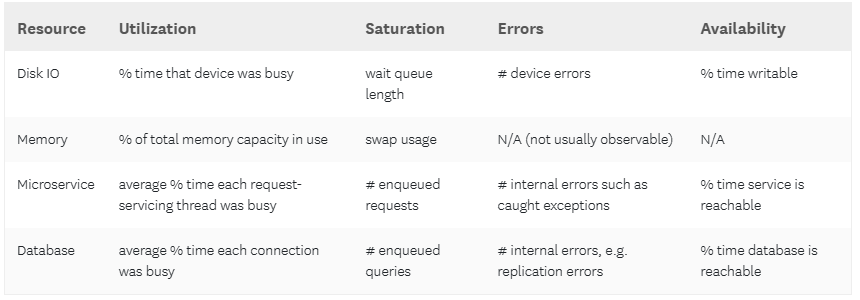 Resource Utilization Saturation Errors Availability
Disk IO % time that device was busy wait queue # device errors % time writable
length
Memory % of total memory capacity in use swap usage N/A (not usually observable) N/A
Microservice average % time each request- # enqueued # internal errors such as % time service is
servicing thread was busy requests caught exceptions reachable
Database average % time each connection # enqueued # internal errors, e.g. % time database is
was busy queries replication errors reachable